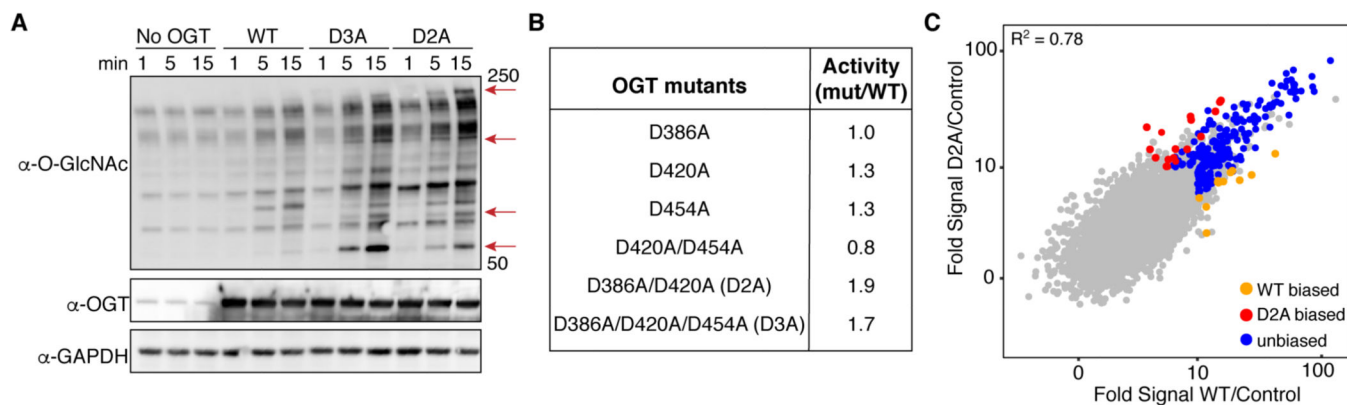 A
No OGT WT D3A D2A
min 1 5 15 1 5 15 1 5 15 1 5 15
250
α-O-GlcNAc
50
α-OGT
α-GAPDH
B
OGT mutants Activity (mut/WT)
D386A 1.0
D420A 1.3
D454A 1.3
D420A/D454A 0.8
D386A/D420A (D2A) 1.9
D386A/D420A/D454A (D3A) 1.7
C
R² = 0.78
Fold Signal D2A/Control
100
10
0
WT biased
D2A biased
unbiased
0 10 100
Fold Signal WT/Control